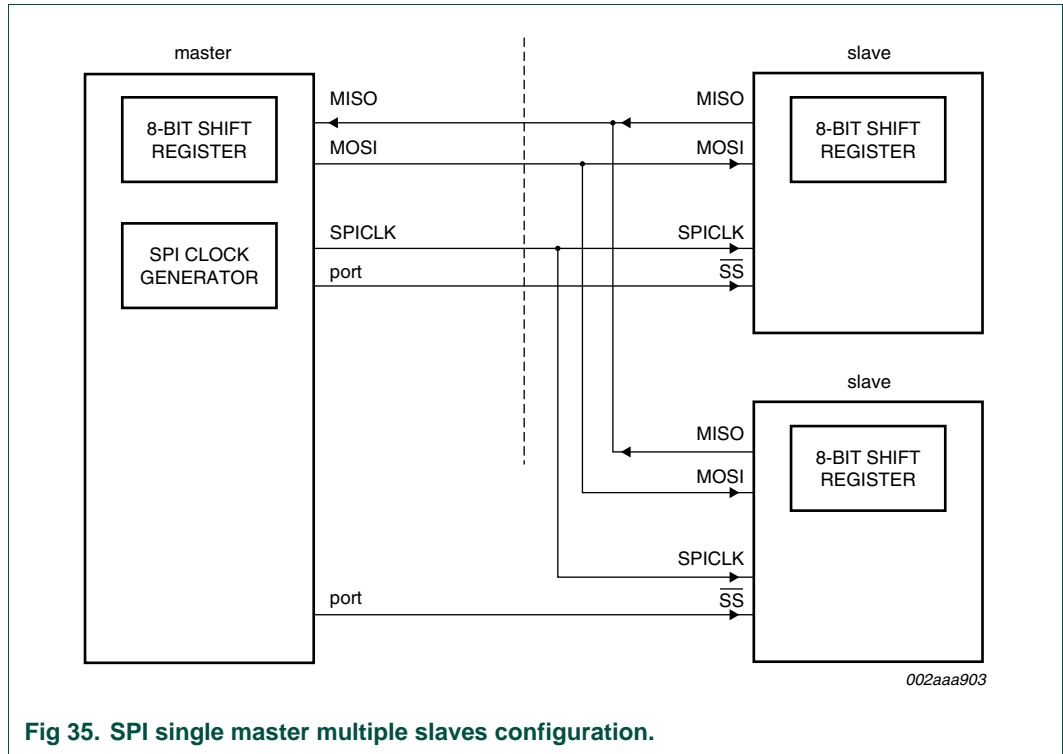 master
slave
MISO
MISO
8-BIT SHIFT
REGISTER
8-BIT SHIFT
REGISTER
MOSI
MOSI
SPICLK
SPICLK
SPI CLOCK
GENERATOR
port
SS
slave
MISO
8-BIT SHIFT
REGISTER
MOSI
SPICLK
port
SS
002aaa903
Fig 35. SPI single master multiple slaves configuration.